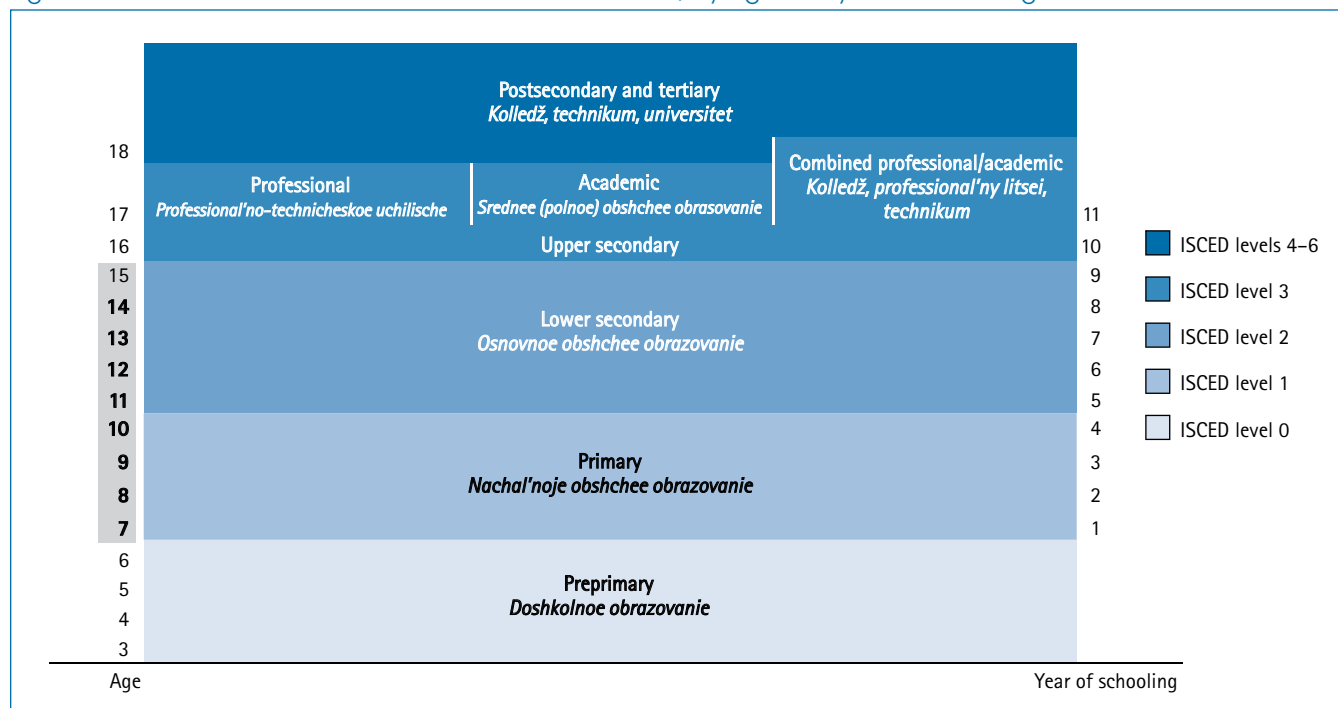 Postsecondary and tertiary
Kolledž, technikum, universitet
Professional
Professional'no-technicheskoe uchilische
Academic
Srednee (polnoe) obshchee obrasovanie
Combined professional/academic
Kolledž, professional'ny litsei,
technikum
Upper secondary
Lower secondary
Osnovnoe obshchee obrazovanie
Primary
Nachal'noje obshchee obrazovanie
Preprimary
Doshkolnoe obrazovanie
18
17
16
15
14
13
12
11
10
9
8
7
6
5
4
3
Age
11
10
9
8
7
6
5
4
3
2
1
Year of schooling
ISCED levels 4–6
ISCED level 3
ISCED level 2
ISCED level 1
ISCED level 0